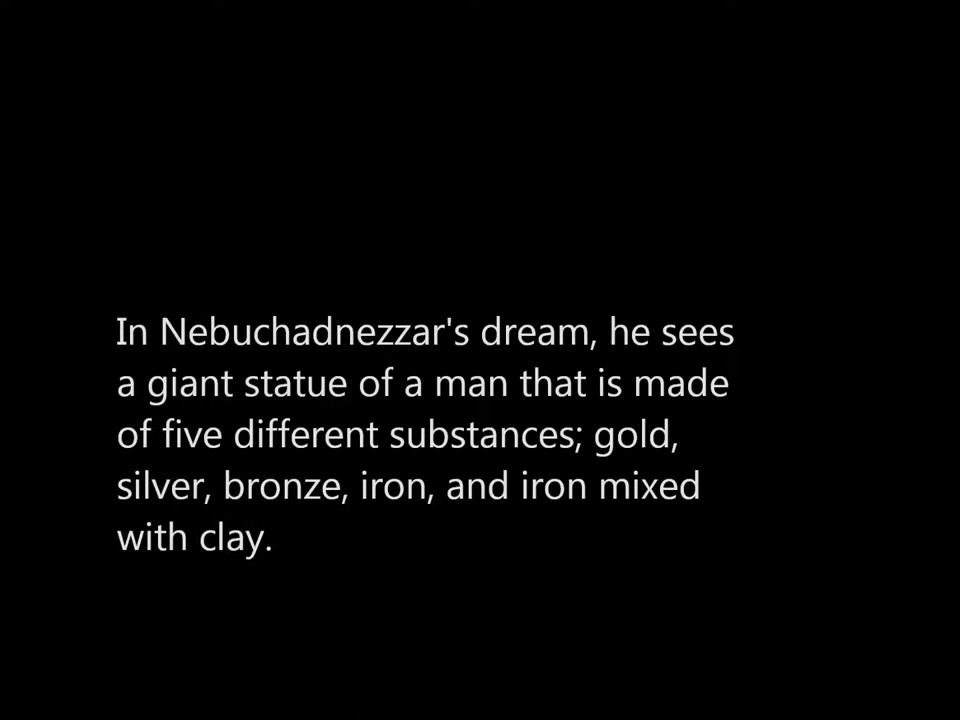 In Nebuchadnezzar's dream, he sees
a giant statue of a man that is made
of five different substances; gold,
silver, bronze, iron, and iron mixed
with clay.